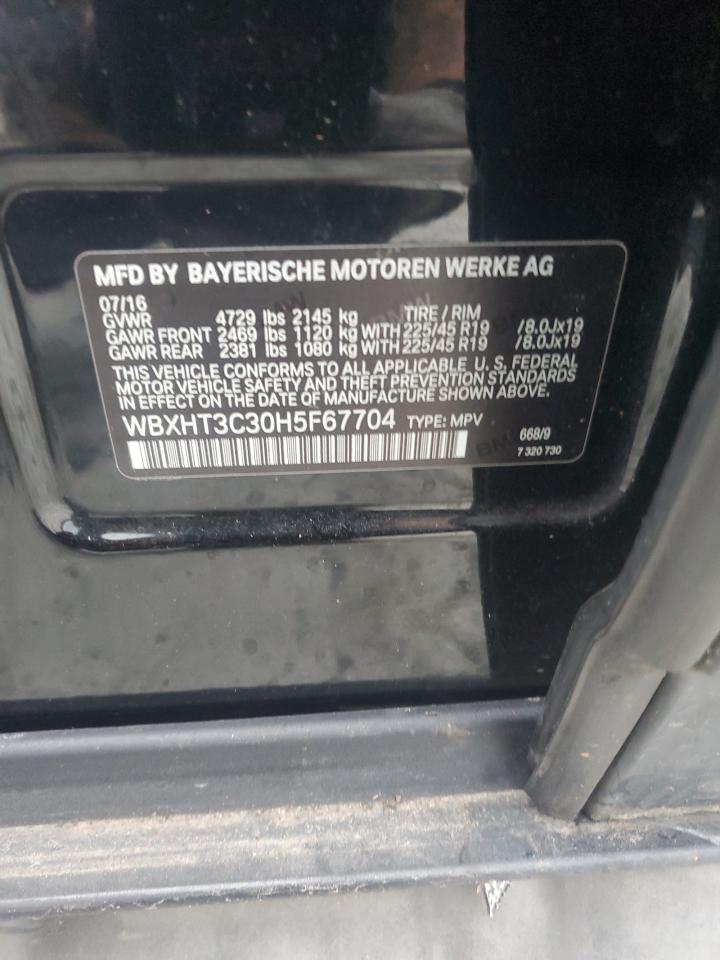 MFD BY BAYERISCHE MOTOREN WERKE AG
07/16 TIRE / RIM
GVWR 4729 lbs 2145 kg
GAWR FRONT 2469 lbs 1120 kg WITH 225/45 R19 /8.0Jx19
GAWR REAR 2381 lbs 1080 kg WITH 225/45 R19 /8.0Jx19
THIS VEHICLE CONFORMS TO ALL APPLICABLE U. S. FEDERAL
MOTOR VEHICLE SAFETY AND THEFT PREVENTION STANDARDS
IN EFFECT ON THE DATE OF MANUFACTURE SHOWN ABOVE.
WBXHT3C30H5F67704 TYPE: MPV
668/9
7 320 730